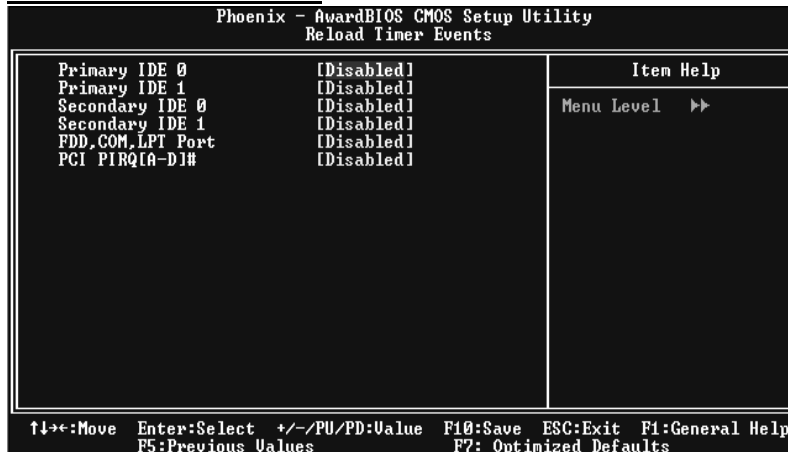 Phoenix - AwardBIOS CMOS Setup Utility
Reload Timer Events
Primary IDE 0 [Disabled]
Primary IDE 1 [Disabled]
Secondary IDE 0 [Disabled]
Secondary IDE 1 [Disabled]
FDD,COM,LPT Port [Disabled]
PCI PIRQ[A-D]# [Disabled]
Item Help
Menu Level ▸▸
↑↓→←:Move Enter:Select +/-/PU/PD:Value F10:Save ESC:Exit F1:General Help
F5:Previous Values F7: Optimized Defaults